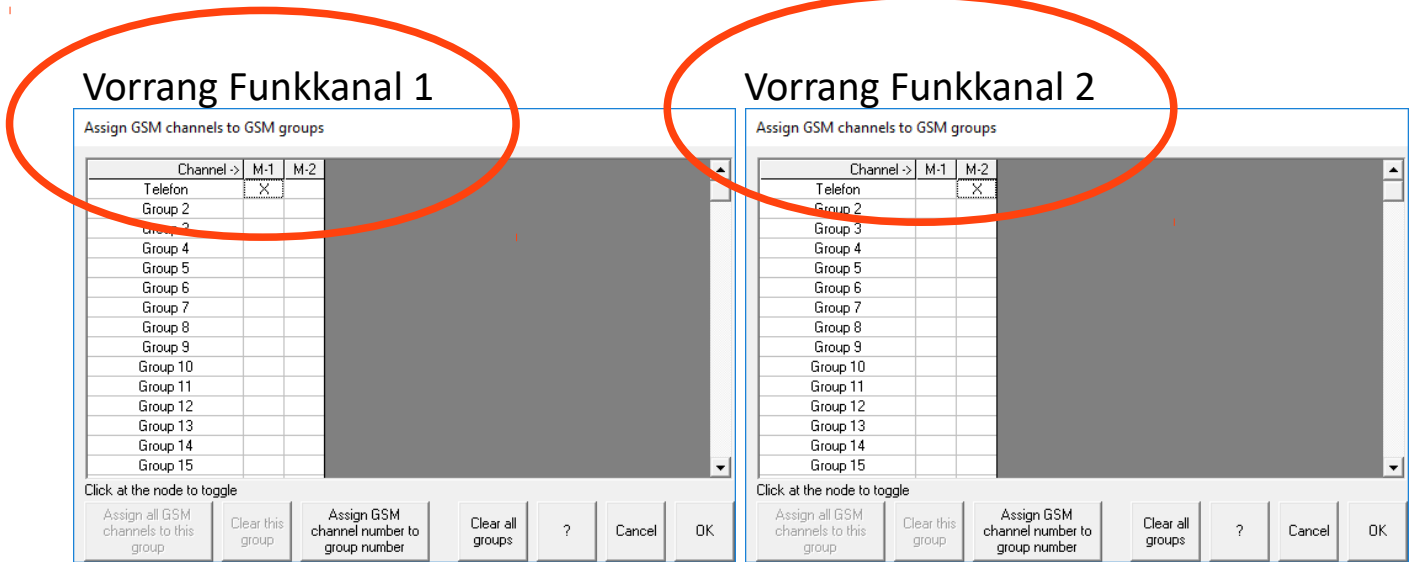 Vorrang Funkkanal 1
Assign GSM channels to GSM groups
Channel -> M-1 M-2
Telefon X
Group 2
Group 3
Group 4
Group 5
Group 6
Group 7
Group 8
Group 9
Group 10
Group 11
Group 12
Group 13
Group 14
Group 15
Click at the node to toggle
Assign all GSM
channels to this
group
Clear this
group
Assign GSM
channel number to
group number
Clear all
groups
?
Cancel
OK
Vorrang Funkkanal 2
Assign GSM channels to GSM groups
Channel -> M-1 M-2
Telefon X
Group 2
Group 3
Group 4
Group 5
Group 6
Group 7
Group 8
Group 9
Group 10
Group 11
Group 12
Group 13
Group 14
Group 15
Click at the node to toggle
Assign all GSM
channels to this
group
Clear this
group
Assign GSM
channel number to
group number
Clear all
groups
?
Cancel
OK